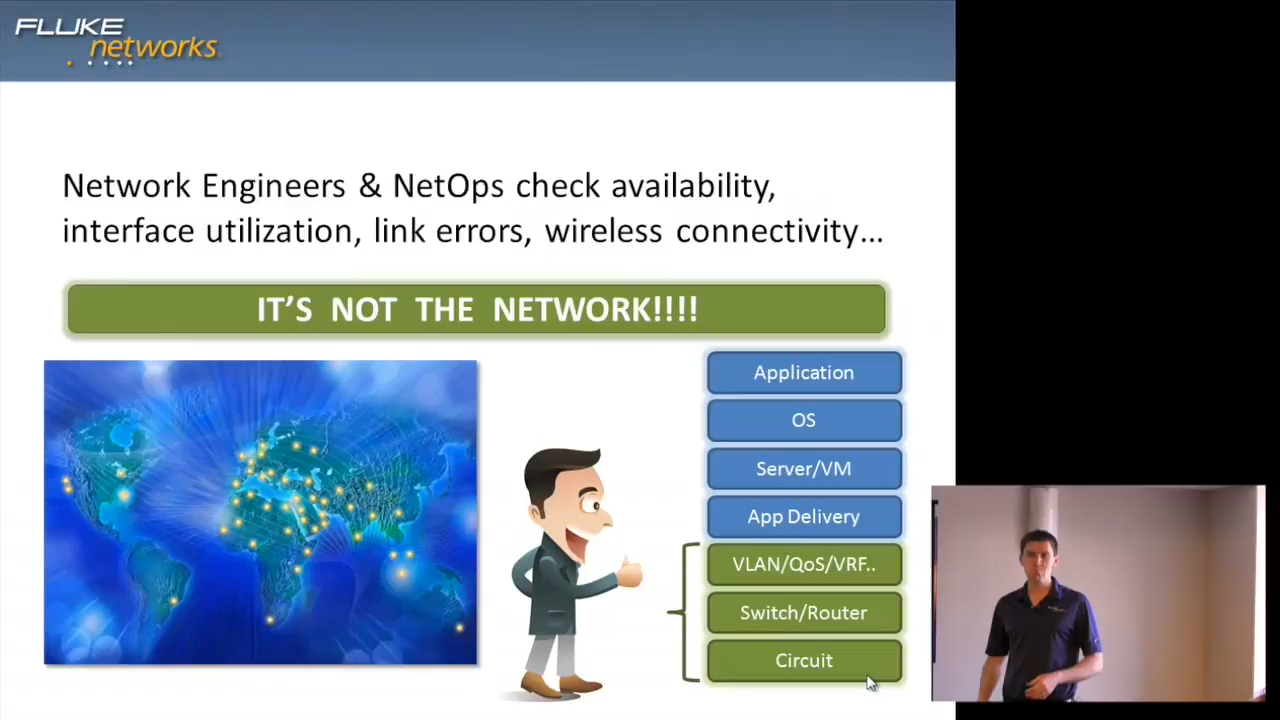 FLUKE
networks
Network Engineers & NetOps check availability,
interface utilization, link errors, wireless connectivity…
IT’S NOT THE NETWORK!!!!
Application
OS
Server/VM
App Delivery
VLAN/QoS/VRF..
Switch/Router
Circuit